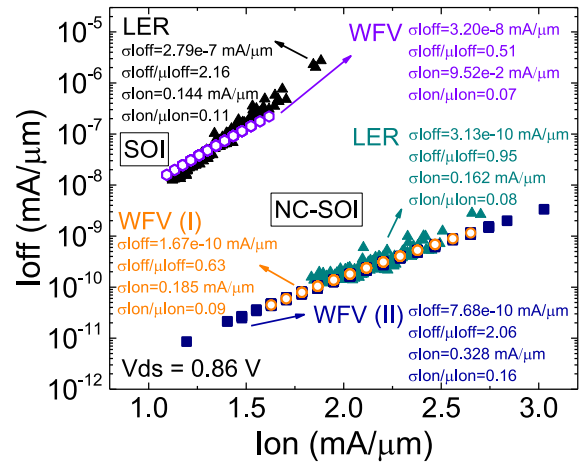 LER
σIoff=2.79e-7 mA/μm
σIoff/μIoff=2.16
σIon=0.144 mA/μm
σIon/μIon=0.11
SOI
WFV
σIoff=3.20e-8 mA/μm
σIoff/μIoff=0.51
σIon=9.52e-2 mA/μm
σIon/μIon=0.07
LER
σIoff=3.13e-10 mA/μm
σIoff/μIoff=0.95
σIon=0.162 mA/μm
σIon/μIon=0.08
NC-SOI
WFV (I)
σIoff=1.67e-10 mA/μm
σIoff/μIoff=0.63
σIon=0.185 mA/μm
σIon/μIon=0.09
WFV (II)
σIoff=7.68e-10 mA/μm
σIoff/μIoff=2.06
σIon=0.328 mA/μm
σIon/μIon=0.16
Vds = 0.86 V
Ioff (mA/μm)
10⁻⁵
10⁻⁶
10⁻⁷
10⁻⁸
10⁻⁹
10⁻¹⁰
10⁻¹¹
10⁻¹²
1.0 1.5 2.0 2.5 3.0
Ion (mA/μm)